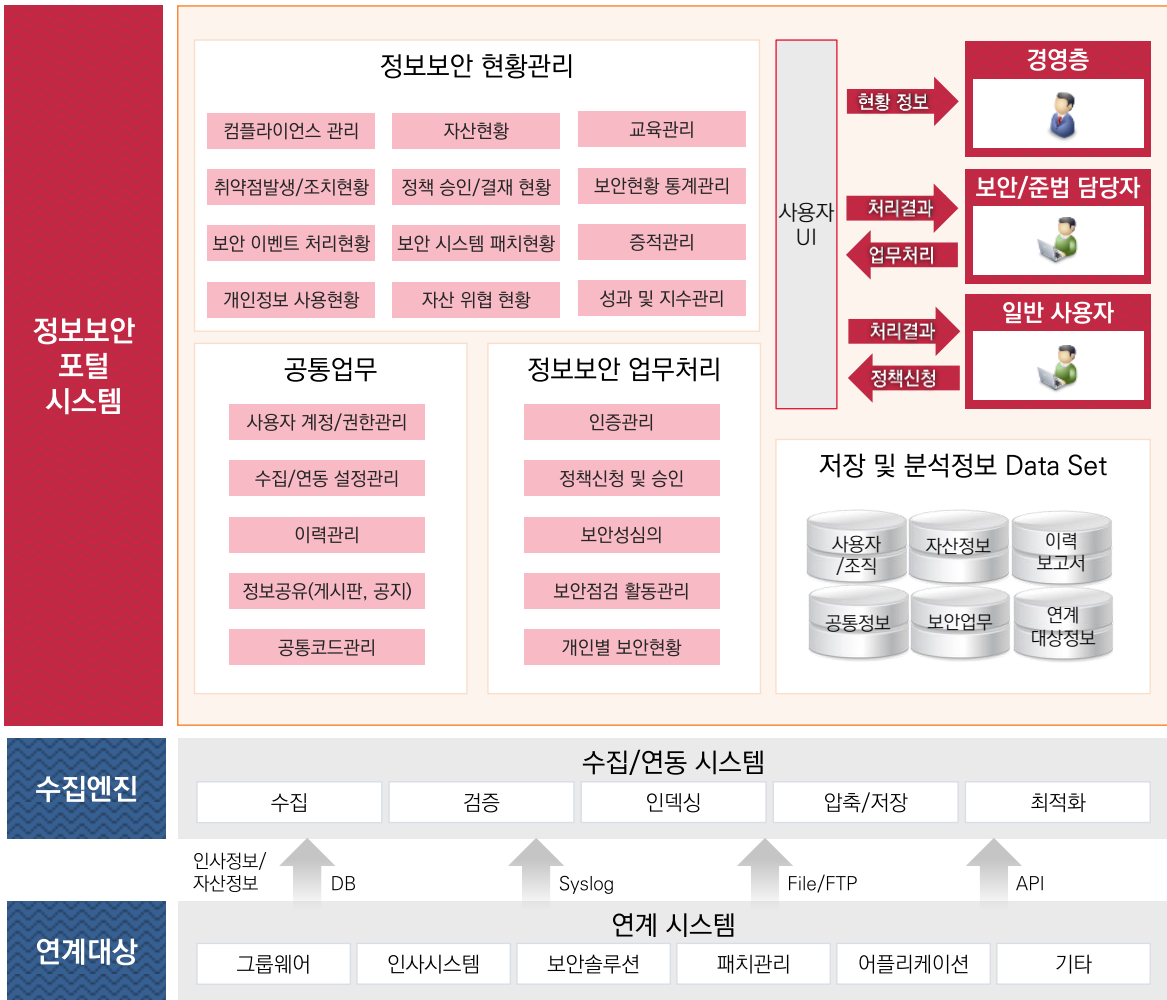 정보보안
포털
시스템
정보보안 현황관리
컴플라이언스 관리
자산현황
교육관리
취약점발생/조치현황
정책 승인/결재 현황
보안현황 통계관리
보안 이벤트 처리현황
보안 시스템 패치현황
증적관리
개인정보 사용현황
자산 위협 현황
성과 및 지수관리
공통업무
사용자 계정/권한관리
수집/연동 설정관리
이력관리
정보공유(게시판, 공지)
공통코드관리
정보보안 업무처리
인증관리
정책신청 및 승인
보안성심의
보안점검 활동관리
개인별 보안현황
사용자
UI
현황 정보
경영층
처리결과
업무처리
보안/준법 담당자
처리결과
정책신청
일반 사용자
저장 및 분석정보 Data Set
사용자
/조직
자산정보
이력
보고서
공통정보
보안업무
연계
대상정보
수집엔진
수집/연동 시스템
수집
검증
인덱싱
압축/저장
최적화
인사정보/
자산정보
DB
Syslog
File/FTP
API
연계대상
연계 시스템
그룹웨어
인사시스템
보안솔루션
패치관리
어플리케이션
기타